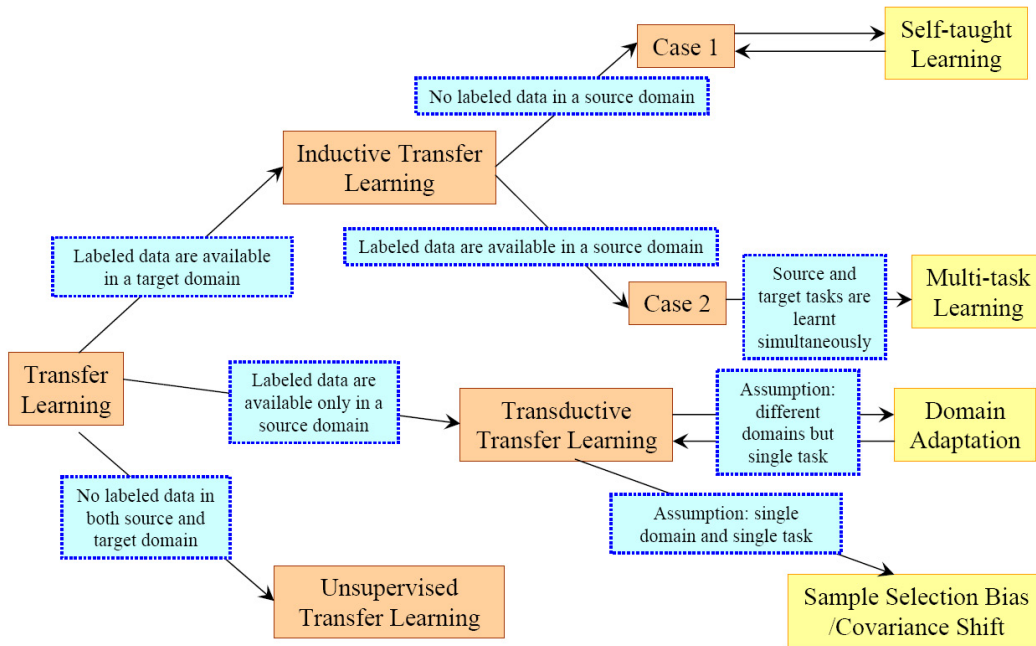 Case 1
Self-taught
Learning
No labeled data in a source domain
Inductive Transfer
Learning
Labeled data are available
in a target domain
Labeled data are available in a source domain
Case 2
Source and
target tasks are
learnt
simultaneously
Multi-task
Learning
Transfer
Learning
Labeled data are
available only in a
source domain
Transductive
Transfer Learning
Assumption:
different
domains but
single task
Domain
Adaptation
No labeled data in
both source and
target domain
Assumption: single
domain and single task
Unsupervised
Transfer Learning
Sample Selection Bias
/Covariance Shift